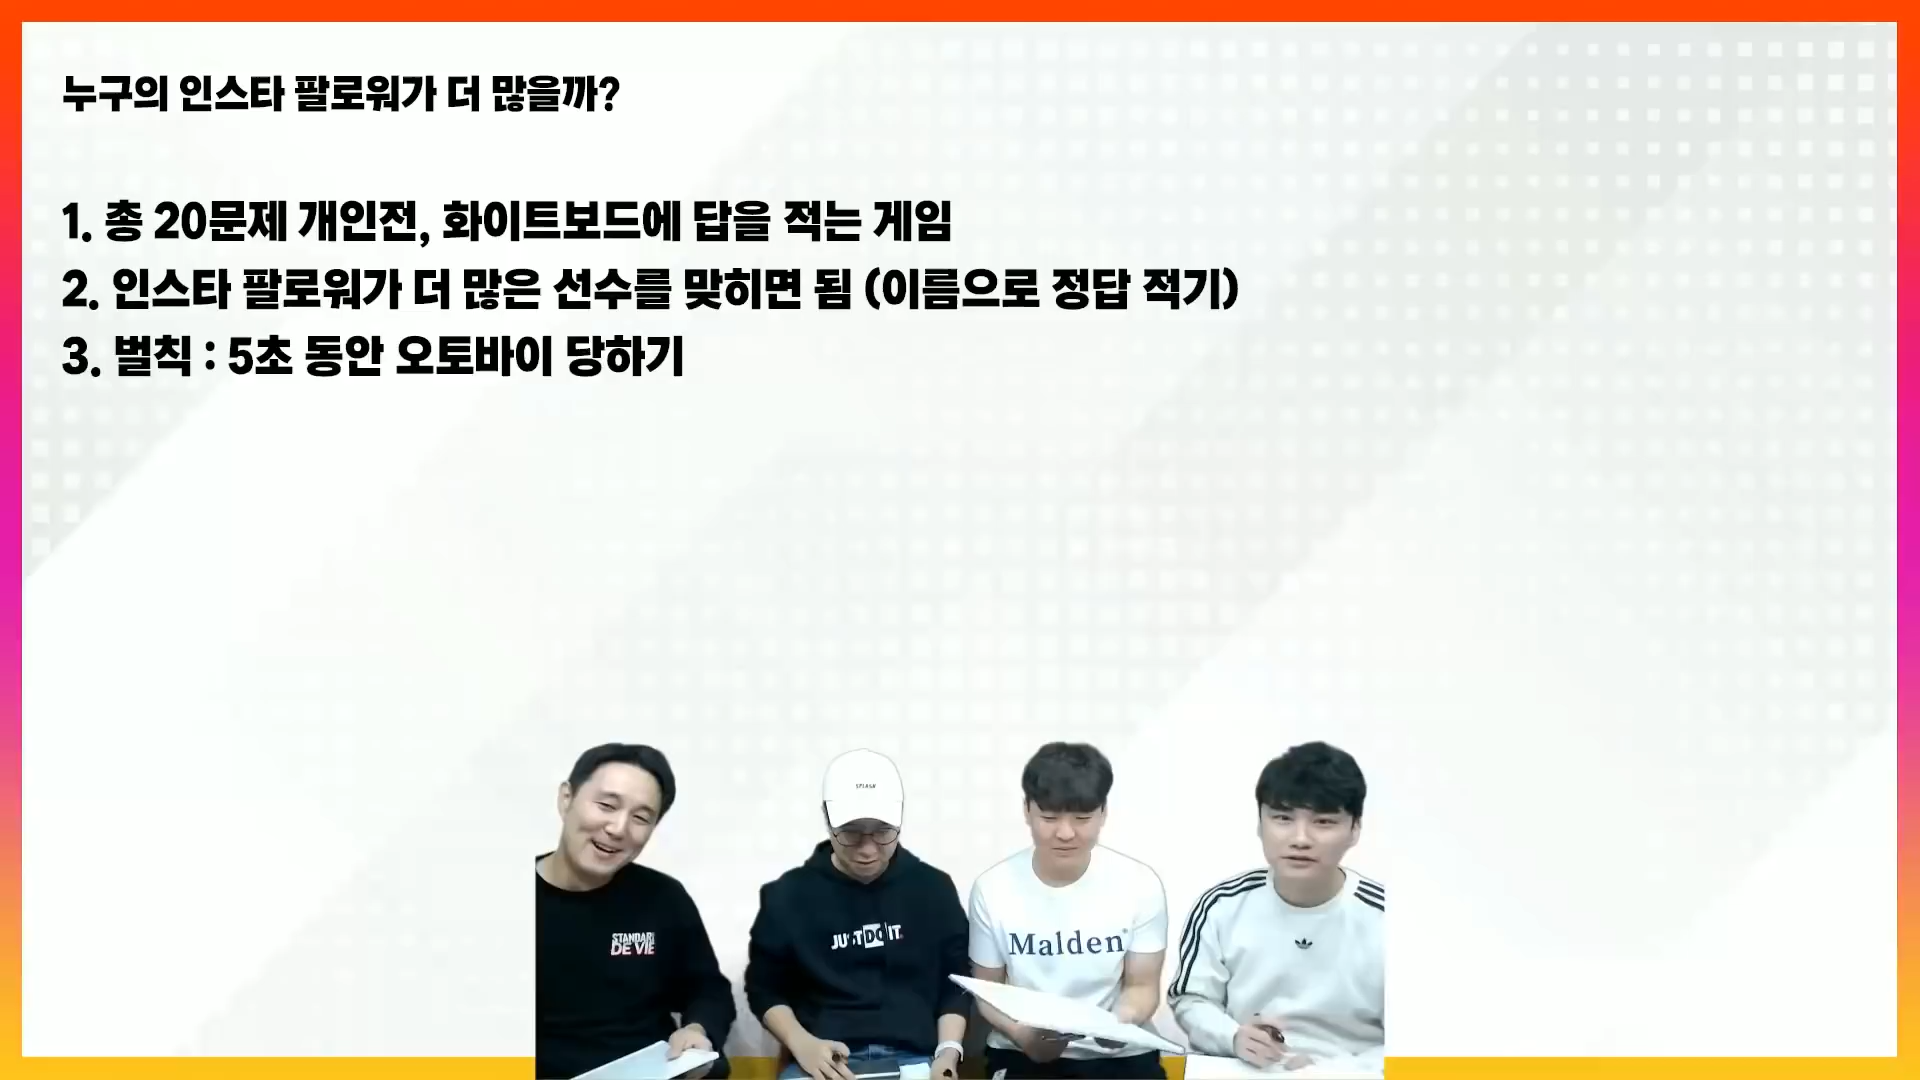 누구의 인스타 팔로워가 더 많을까?
1. 총 20문제 개인전, 화이트보드에 답을 적는 게임
2. 인스타 팔로워가 더 많은 선수를 맞히면 됨 (이름으로 정답 적기)
3. 벌칙 : 5초 동안 오토바이 당하기
SPLASH
STANDARD
DE VIE
JUST DO IT.
Malden